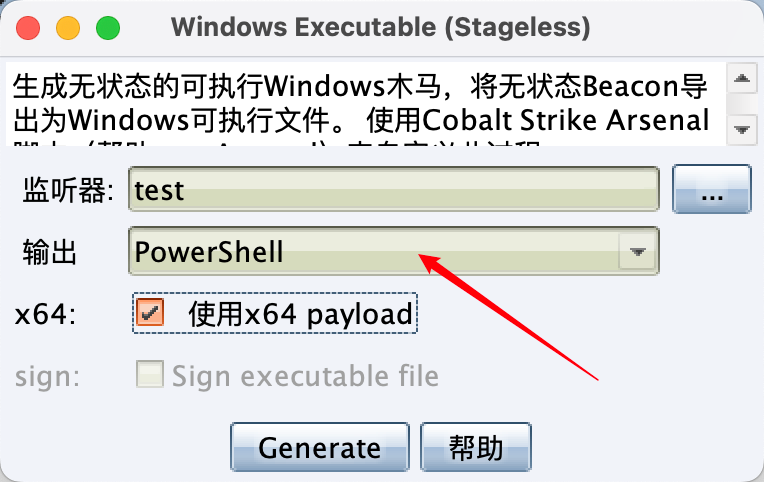 Windows Executable (Stageless)
生成无状态的可执行Windows木马，将无状态Beacon导
出为Windows可执行文件。 使用Cobalt Strike Arsenal
监听器: test ...
输出 PowerShell
x64: 使用x64 payload
sign: Sign executable file
Generate 帮助